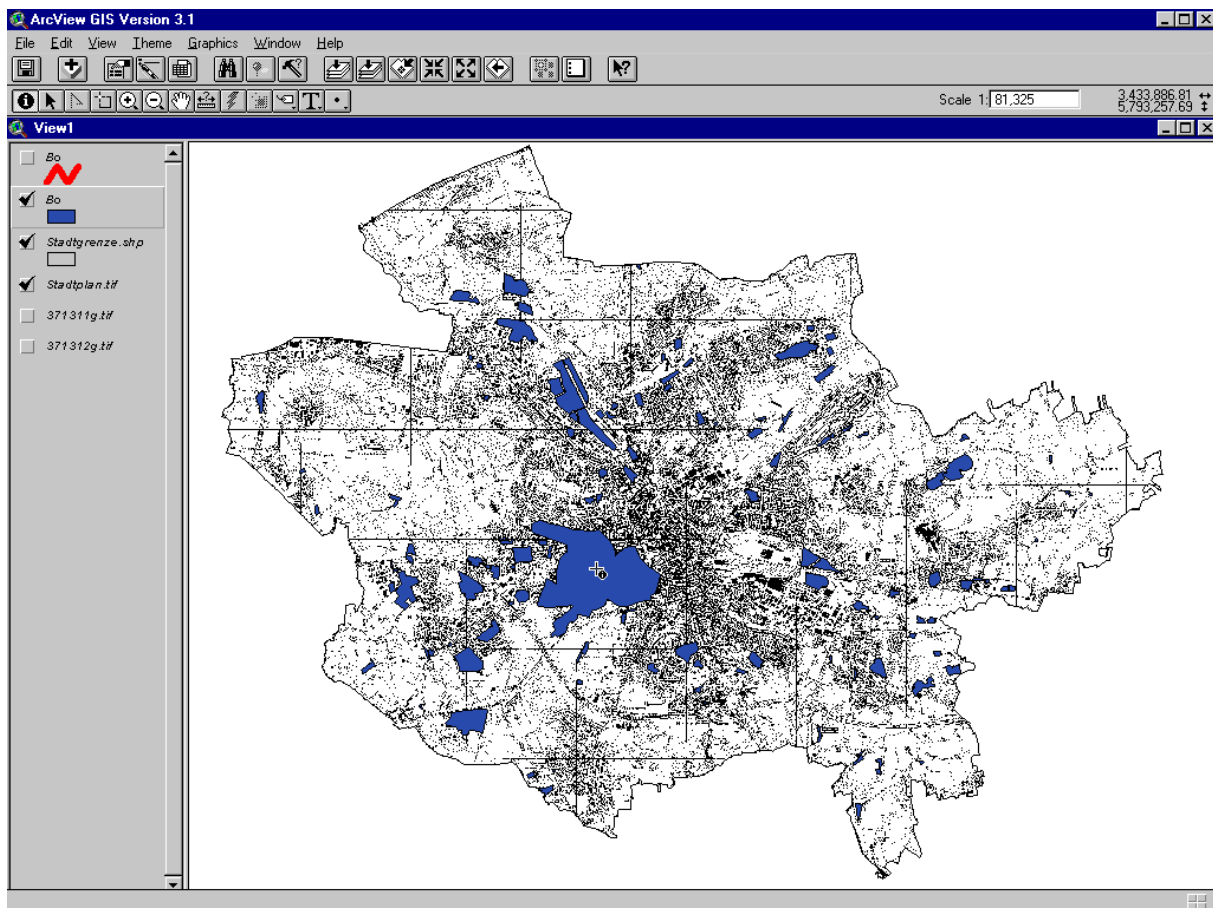 ArcView GIS Version 3.1
File Edit View Theme Graphics Window Help
Scale 1: 81,325
3,433,886.81
5,793,257.69
View1
Bo
Bo
Stadtgrenze.shp
Stadtplan.tif
371311g.tif
371312g.tif